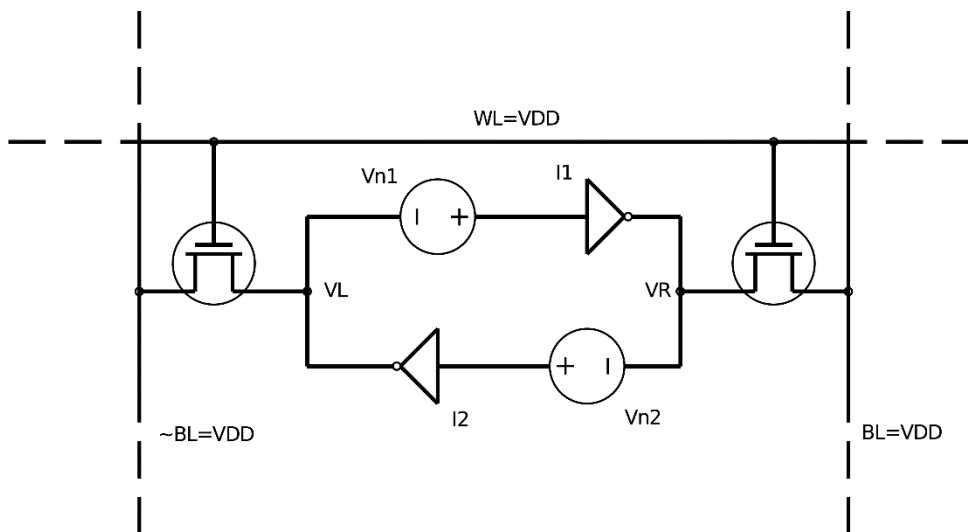 WL=VDD
Vn1
I1
VL
VR
I2
Vn2
~BL=VDD
BL=VDD